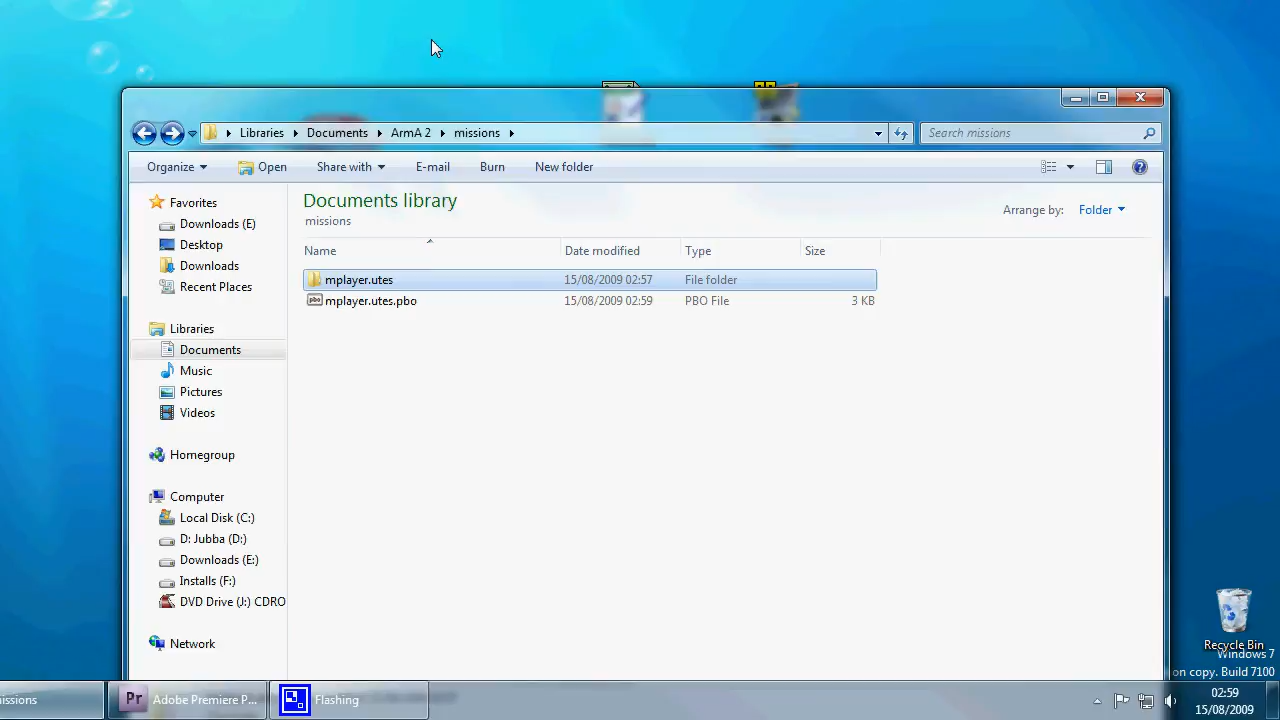 Libraries Documents ArmA 2 missions
Search missions
Organize Open Share with E-mail Burn New folder
Documents library
missions
Arrange by: Folder
Name Date modified Type Size
mplayer.utes 15/08/2009 02:57 File folder
pbo mplayer.utes.pbo 15/08/2009 02:59 PBO File 3 KB
Favorites
Downloads (E)
Desktop
Downloads
Recent Places
Libraries
Documents
Music
Pictures
Videos
Homegroup
Computer
Local Disk (C:)
D: Jubba (D:)
Downloads (E:)
Installs (F:)
DVD Drive (J:) CDRO
Network
Recycle Bin
Windows 7
on copy. Build 7100
issions
Pr Adobe Premiere P...
Flashing
02:59
15/08/2009